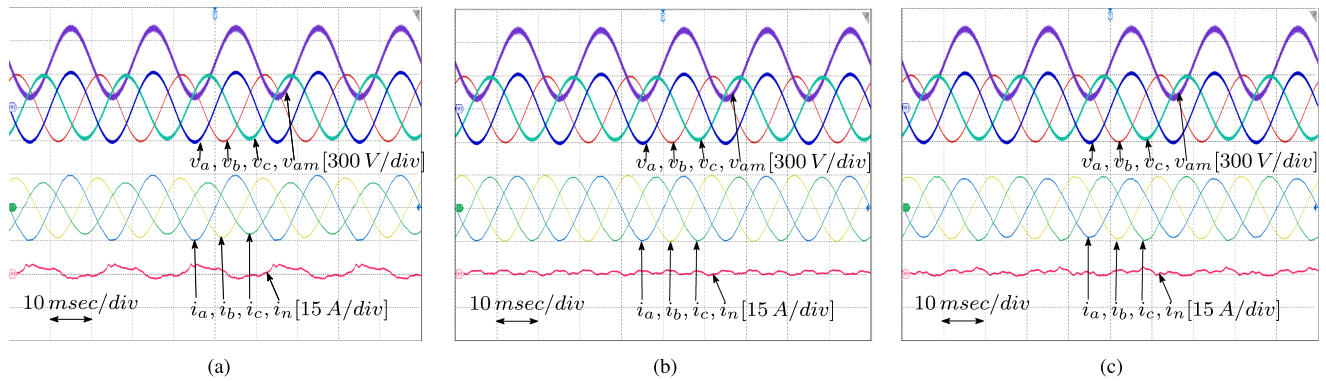 v_a, v_b, v_c, v_am [300 V/div]
10 msec/div
i_a, i_b, i_c, i_n [15 A/div]
(a)
v_a, v_b, v_c, v_am [300 V/div]
10 msec/div
i_a, i_b, i_c, i_n [15 A/div]
(b)
v_a, v_b, v_c, v_am [300 V/div]
10 msec/div
i_a, i_b, i_c, i_n [15 A/div]
(c)